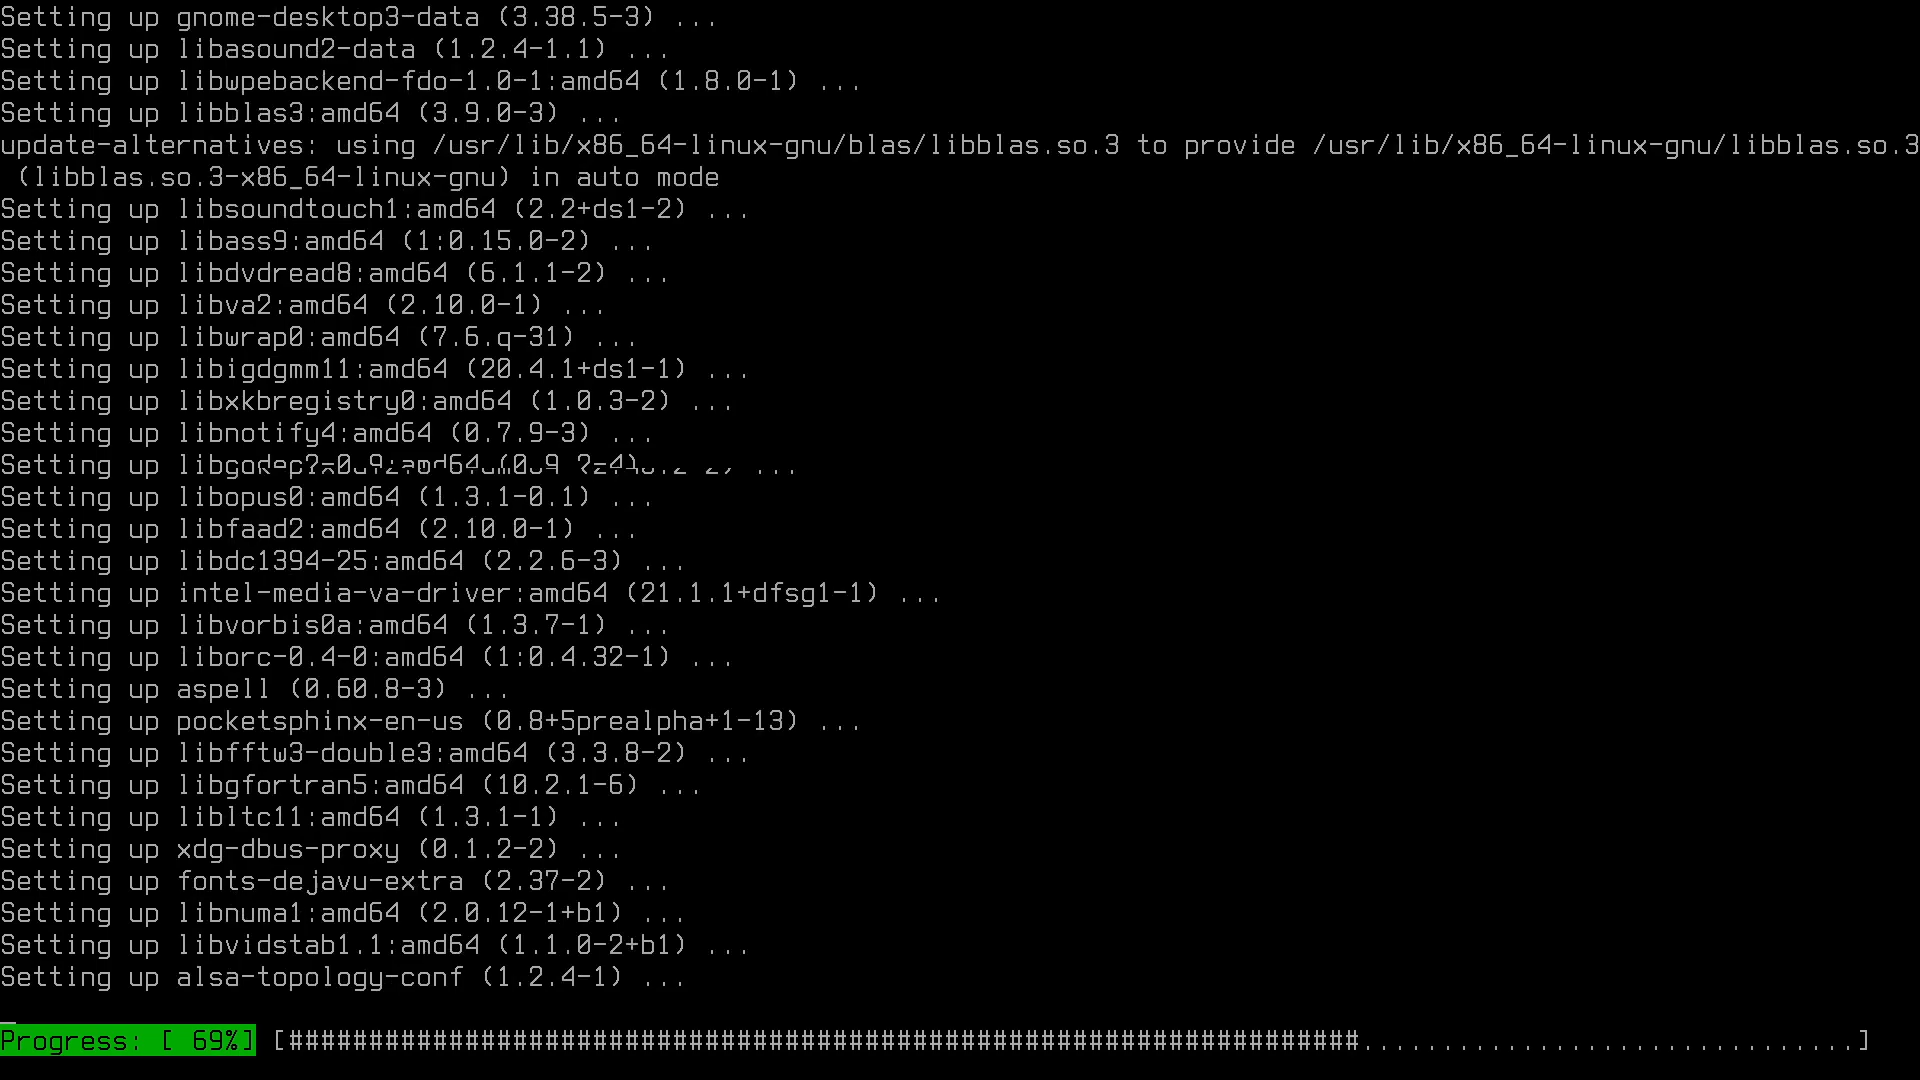 Setting up gnome-desktop3-data (3.38.5-3) ...
Setting up libasound2-data (1.2.4-1.1) ...
Setting up libwpebackend-fdo-1.0-1:amd64 (1.8.0-1) ...
Setting up libblas3:amd64 (3.9.0-3) ...
update-alternatives: using /usr/lib/x86_64-linux-gnu/blas/libblas.so.3 to provide /usr/lib/x86_64-linux-gnu/libblas.so.3
(libblas.so.3-x86_64-linux-gnu) in auto mode
Setting up libsoundtouch1:amd64 (2.2+ds1-2) ...
Setting up libass9:amd64 (1:0.15.0-2) ...
Setting up libdvdread8:amd64 (6.1.1-2) ...
Setting up libva2:amd64 (2.10.0-1) ...
Setting up libwrap0:amd64 (7.6.q-31) ...
Setting up libigdgmm11:amd64 (20.4.1+ds1-1) ...
Setting up libxkbregistry0:amd64 (1.0.3-2) ...
Setting up libnotify4:amd64 (0.7.9-3) ...
Setting up ...
Setting up libopus0:amd64 (1.3.1-0.1) ...
Setting up libfaad2:amd64 (2.10.0-1) ...
Setting up libdc1394-25:amd64 (2.2.6-3) ...
Setting up intel-media-va-driver:amd64 (21.1.1+dfsg1-1) ...
Setting up libvorbis0a:amd64 (1.3.7-1) ...
Setting up liborc-0.4-0:amd64 (1:0.4.32-1) ...
Setting up aspell (0.60.8-3) ...
Setting up pocketsphinx-en-us (0.8+5prealpha+1-13) ...
Setting up libfftw3-double3:amd64 (3.3.8-2) ...
Setting up libgfortran5:amd64 (10.2.1-6) ...
Setting up libltc11:amd64 (1.3.1-1) ...
Setting up xdg-dbus-proxy (0.1.2-2) ...
Setting up fonts-dejavu-extra (2.37-2) ...
Setting up libnuma1:amd64 (2.0.12-1+b1) ...
Setting up libvidstab1.1:amd64 (1.1.0-2+b1) ...
Setting up alsa-topology-conf (1.2.4-1) ...
Progress: [ 69%] [###################################################################...............................]